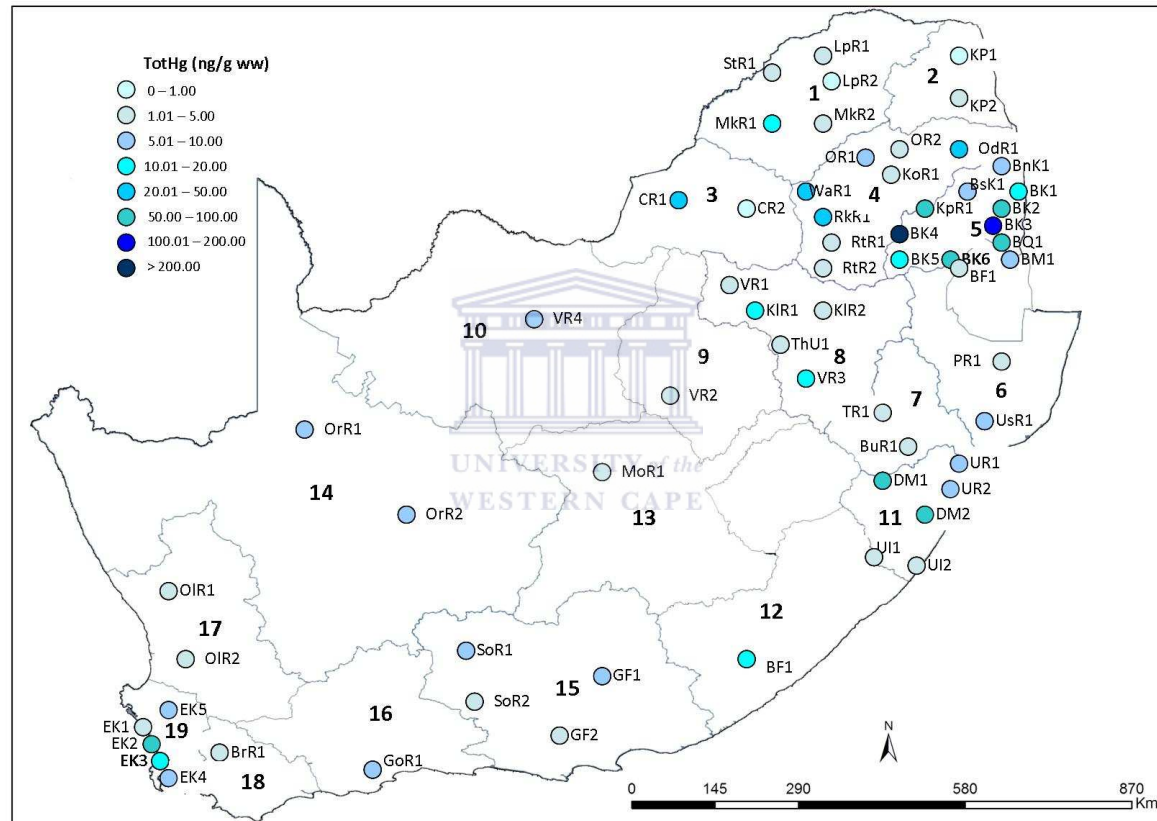 TotHg (ng/g ww)
0 – 1.00
1.01 – 5.00
5.01 – 10.00
10.01 – 20.00
20.01 – 50.00
50.00 – 100.00
100.01 – 200.00
> 200.00
LpR1
StR1
LpR2
1
MkR1
MkR2
KP1
2
KP2
OR2
OdR1
OR1
BnK1
KoR1
4
BsK1
BK1
WaR1
KpR1
BK2
RkR1
5
BK3
BK4
RtR1
BQ1
RtR2
BK5
BK6
BM1
BF1
3
CR1
CR2
VR1
KlR1
KlR2
10
VR4
9
ThU1
8
VR3
VR2
PR1
6
7
TR1
UsR1
BuR1
OrR1
UNIVERSITY of the
WESTERN CAPE
MoR1
UR1
DM1
UR2
14
OrR2
13
11
DM2
UI1
UI2
OlR1
17
OlR2
12
BF1
SoR1
GF1
15
SoR2
GF2
EK5
EK1
19
EK2
EK3
EK4
BrR1
18
16
GoR1
N
0 145 290 580 870
Km